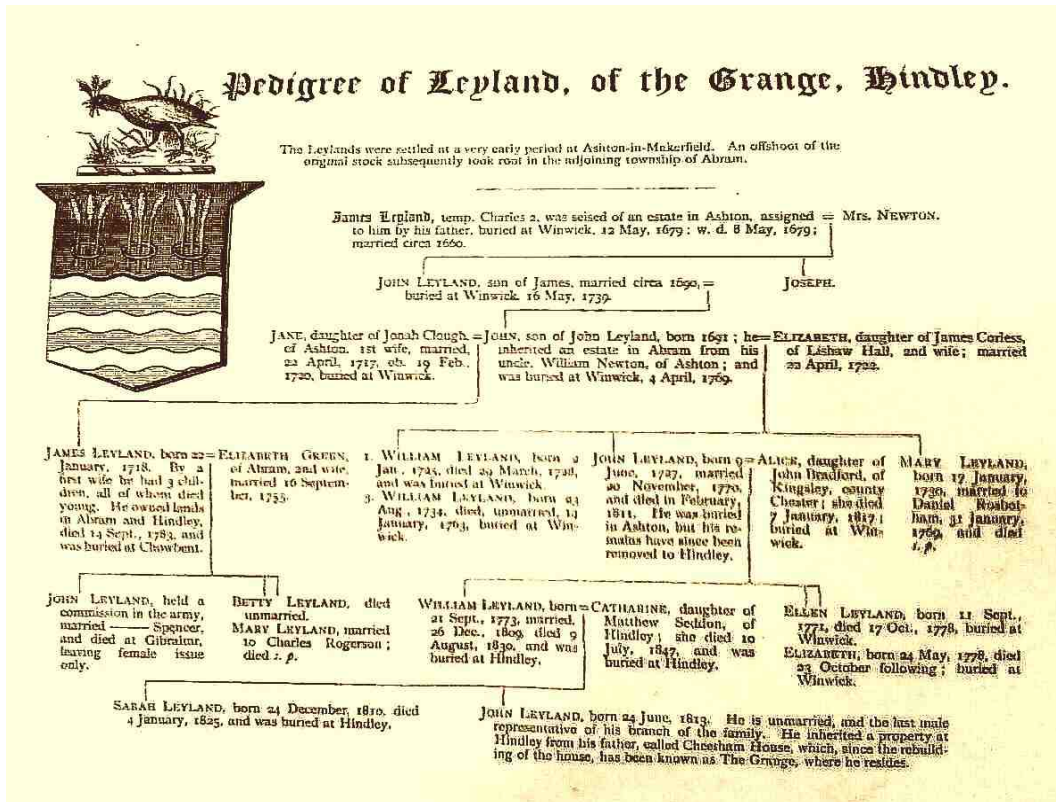 Pedigree of Leyland, of the Grange, Hindley.
The Leylands were settled at a very early period at Ashton-in-Makerfield. An offshoot of the
original stock subsequently took root in the adjoining township of Abram.
James Leyland, temp. Charles 2, was seised of an estate in Ashton, assigned = Mrs. NEWTON.
to him by his father, buried at Winwick, 12 May, 1679; w. d. 8 May, 1679;
married circa 1660.
JOHN LEYLAND, son of James, married circa 1690, =
buried at Winwick 16 May, 1739.
JOSEPH.
JANE, daughter of Jonah Clough,
of Ashton. 1st wife, married,
22 April, 1717, ob. 19 Feb.,
1720, buried at Winwick.
= JOHN, son of John Leyland, born 1691; he
inherited an estate in Abram from his
uncle, William Newton, of Ashton; and
was buried at Winwick, 4 April, 1769.
= ELIZABETH, daughter of James Corless,
of Lishaw Hall, 2nd wife; married
22 April, 1722.
JAMES LEYLAND, born 22
January, 1718. By a
first wife he had 3 chil-
dren, all of whom died
young. He owned lands
in Abram and Hindley,
died 14 Sept., 1783, and
was buried at Chowbent.
= ELIZABETH GREEN,
of Abram, 2nd wife,
married 16 Septem-
ber, 1755.
1. WILLIAM LEYLAND, born 2
Jan., 1725, died 29 March, 1728,
and was buried at Winwick.
3. WILLIAM LEYLAND, born 23
Aug., 1734, died, unmarried, 14
January, 1763, buried at Win-
wick.
JOHN LEYLAND, born 9
June, 1727, married
20 November, 1770,
and died in February,
1811. He was buried
in Ashton, but his re-
mains have since been
removed to Hindley.
= ALICE, daughter of
John Bradford, of
Kingsley, county
Chester; she died
7 January, 1817;
buried at Win-
wick.
MARY LEYLAND,
born 17 January,
1730, married to
Daniel Rosbot-
ham, 31 January,
1769, and died
s. p.
JOHN LEYLAND, held a
commission in the army,
married —— Spencer,
and died at Gibraltar,
leaving female issue
only.
BETTY LEYLAND, died
unmarried.
MARY LEYLAND, married
to Charles Rogerson;
died s. p.
WILLIAM LEYLAND, born
21 Sept., 1773, married,
26 Dec., 1809, died 9
August, 1830, and was
buried at Hindley.
= CATHARINE, daughter of
Matthew Seddon, of
Hindley; she died 10
July, 1847, and was
buried at Hindley.
ELLEN LEYLAND, born 11 Sept.,
1771, died 17 Oct., 1778, buried at
Winwick.
ELIZABETH, born 24 May, 1778, died
23 October following; buried at
Winwick.
SARAH LEYLAND, born 24 December, 1810, died
4 January, 1825, and was buried at Hindley.
JOHN LEYLAND, born 24 June, 1813. He is unmarried, and the last male
representative of his branch of the family. He inherited a property at
Hindley from his father, called Cheesham House, which, since the rebuild-
ing of the house, has been known as The Grange, where he resides.